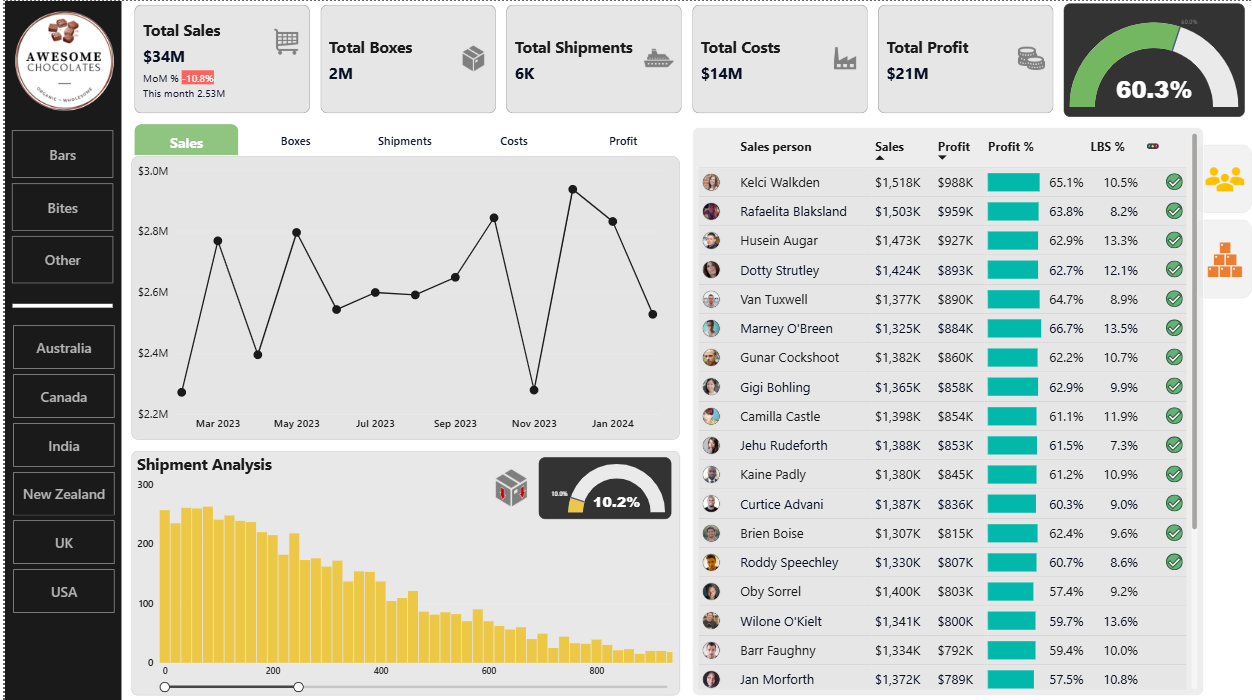 AWESOME
CHOCOLATES
ORGANIC • WHOLESOME
Bars
Bites
Other
Australia
Canada
India
New Zealand
UK
USA
Total Sales
$34M
MoM % -10.8%
This month 2.53M
Total Boxes
2M
Total Shipments
6K
Total Costs
$14M
Total Profit
$21M
60.0%
60.3%
Sales Boxes Shipments Costs Profit
$3.0M
$2.8M
$2.6M
$2.4M
$2.2M
Mar 2023 May 2023 Jul 2023 Sep 2023 Nov 2023 Jan 2024
Shipment Analysis
10.0%
10.2%
300
200
100
0
0 200 400 600 800
Sales person Sales Profit Profit % LBS %
Kelci Walkden $1,518K $988K 65.1% 10.5%
Rafaelita Blaksland $1,503K $959K 63.8% 8.2%
Husein Augar $1,473K $927K 62.9% 13.3%
Dotty Strutley $1,424K $893K 62.7% 12.1%
Van Tuxwell $1,377K $890K 64.7% 8.9%
Marney O'Breen $1,325K $884K 66.7% 13.5%
Gunar Cockshoot $1,382K $860K 62.2% 10.7%
Gigi Bohling $1,365K $858K 62.9% 9.9%
Camilla Castle $1,398K $854K 61.1% 11.9%
Jehu Rudeforth $1,388K $853K 61.5% 7.3%
Kaine Padly $1,380K $845K 61.2% 10.9%
Curtice Advani $1,387K $836K 60.3% 9.0%
Brien Boise $1,307K $815K 62.4% 9.6%
Roddy Speechley $1,330K $807K 60.7% 8.6%
Oby Sorrel $1,400K $803K 57.4% 9.2%
Wilone O'Kielt $1,341K $800K 59.7% 13.6%
Barr Faughny $1,334K $792K 59.4% 10.0%
Jan Morforth $1,372K $789K 57.5% 10.8%